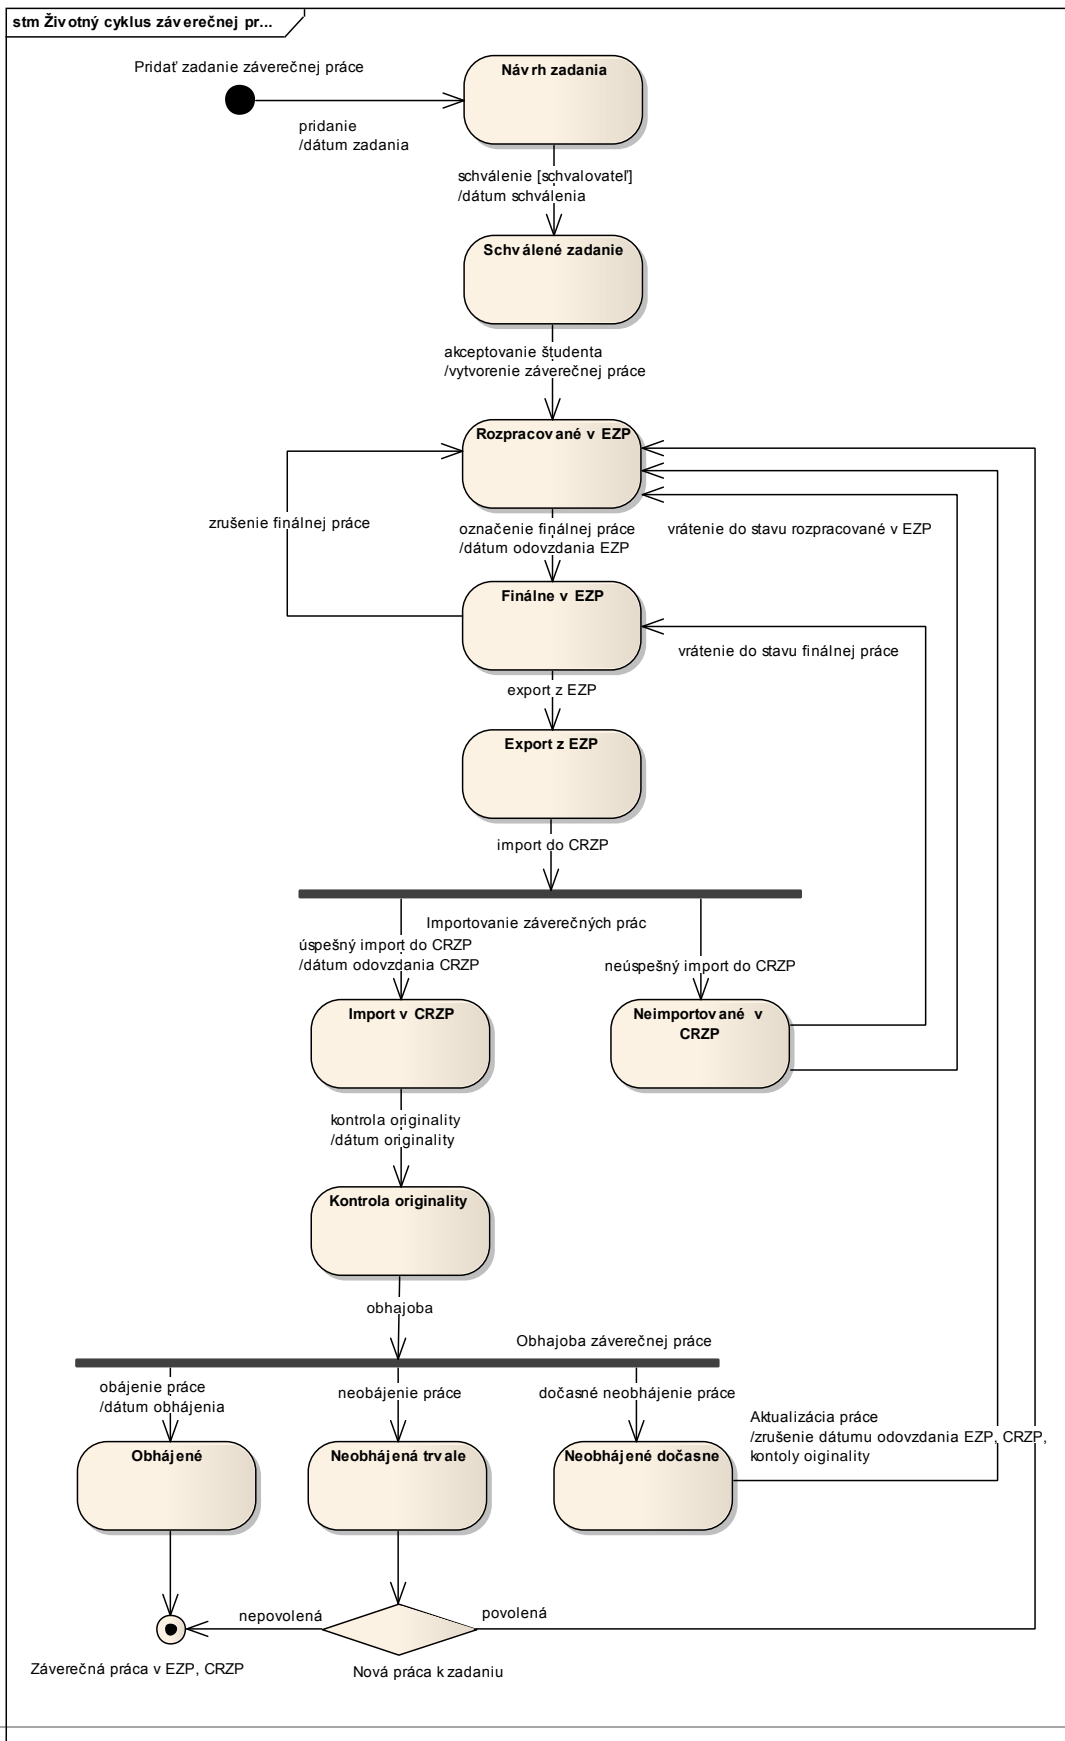 stm Životný cyklus záverečnej pr...
Pridať zadanie záverečnej práce
Návrh zadania
pridanie
/dátum zadania
schválenie [schvalovateľ]
/dátum schválenia
Schválené zadanie
akceptovanie študenta
/vytvorenie záverečnej práce
Rozpracované v EZP
zrušenie finálnej práce
označenie finálnej práce
/dátum odovzdania EZP
vrátenie do stavu rozpracované v EZP
Finálne v EZP
vrátenie do stavu finálnej práce
export z EZP
Export z EZP
import do CRZP
Importovanie záverečných prác
úspešný import do CRZP
/dátum odovzdania CRZP
neúspešný import do CRZP
Import v CRZP
Neimportované v
CRZP
kontrola originality
/dátum originality
Kontrola originality
obhajoba
Obhajoba záverečnej práce
obájenie práce
/dátum obhájenia
neobájenie práce
dočasné neobhájenie práce
Aktualizácia práce
/zrušenie dátumu odovzdania EZP, CRZP,
kontoly oiginality
Obhájené
Neobhájená trvale
Neobhájené dočasne
nepovolená
povolená
Záverečná práca v EZP, CRZP
Nová práca k zadaniu